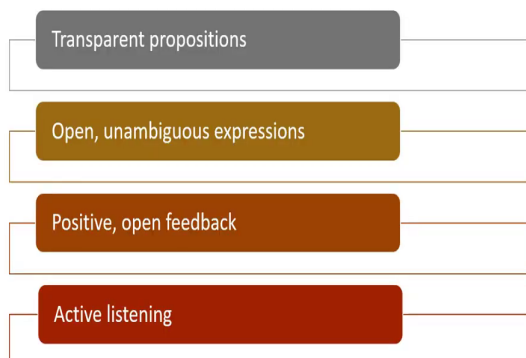 Transparent propositions
Open, unambiguous expressions
Positive, open feedback
Active listening